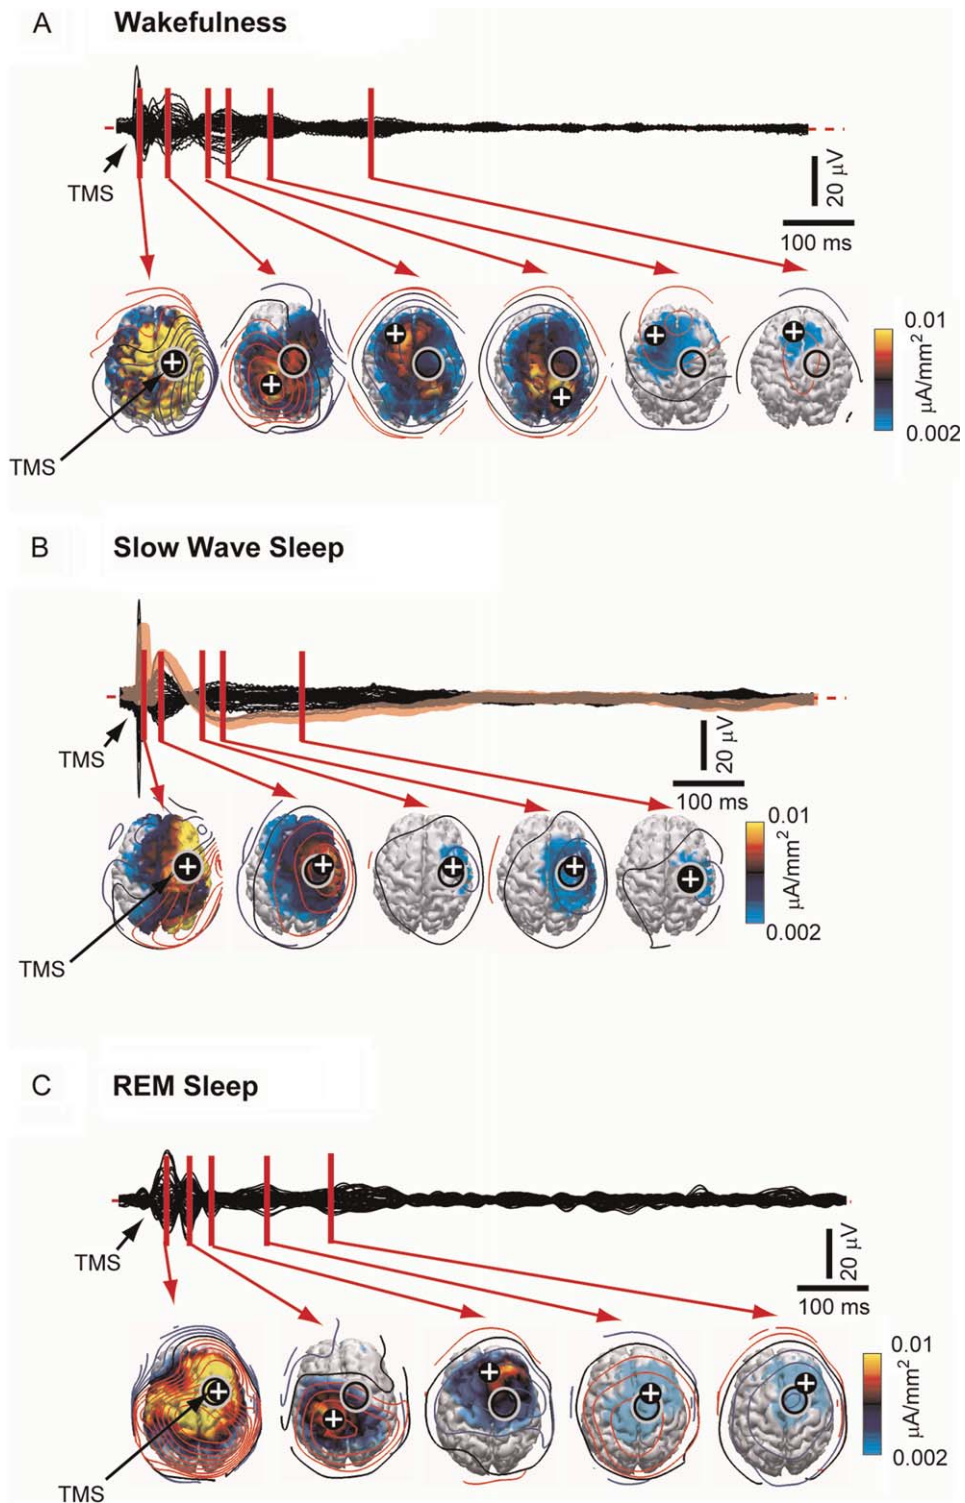 A Wakefulness
TMS
20 µV
100 ms
TMS
0.01
µA/mm²
0.002
B Slow Wave Sleep
TMS
20 µV
100 ms
TMS
0.01
µA/mm²
0.002
C REM Sleep
TMS
20 µV
100 ms
TMS
0.01
µA/mm²
0.002